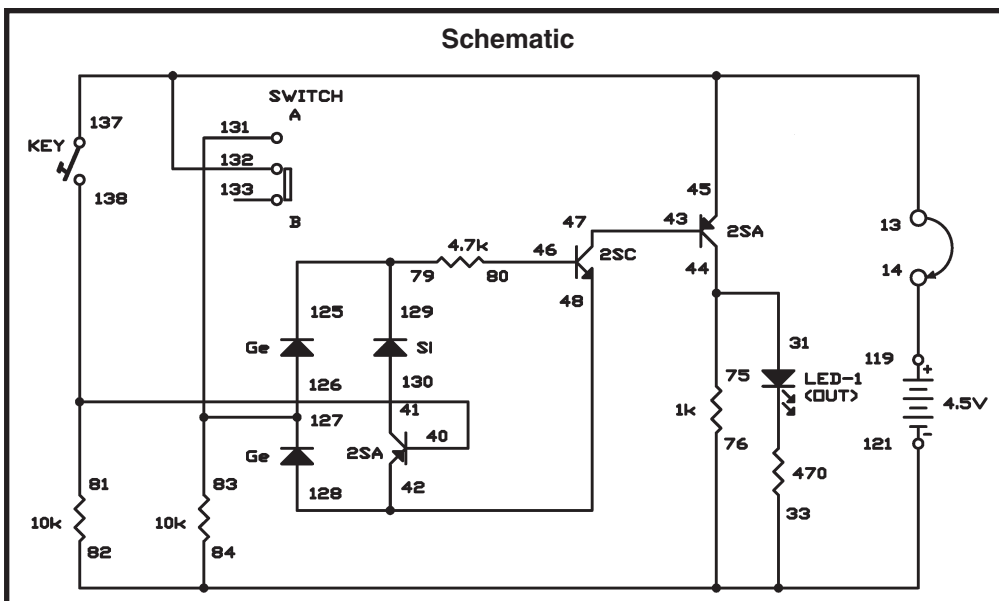 Schematic
SWITCH
A
137
131
KEY
132
138
133
45
B
47
43
13
2SA
4.7k
46
2SC
14
79
80
44
48
125
129
31
119
+
Ge
SI
75
LED-1
(OUT)
126
130
1k
4.5V
127
41
40
76
121
-
Ge
2SA
42
470
128
81
83
33
10k
10k
82
84